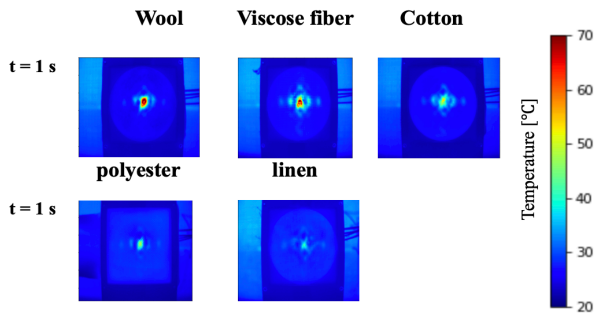 Wool Viscose fiber Cotton
t = 1 s
polyester linen
t = 1 s
Temperature [℃]
70
60
50
40
30
20